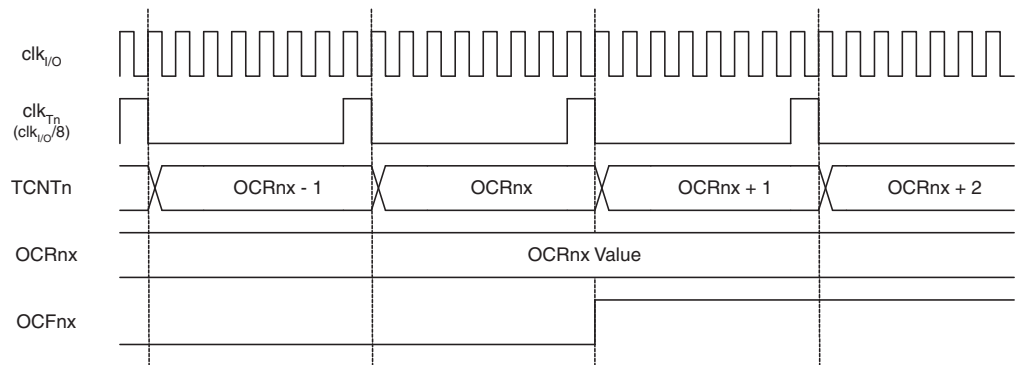 clkI/O
clkTn
(clkI/O/8)
TCNTn OCRnx - 1 OCRnx OCRnx + 1 OCRnx + 2
OCRnx OCRnx Value
OCFnx